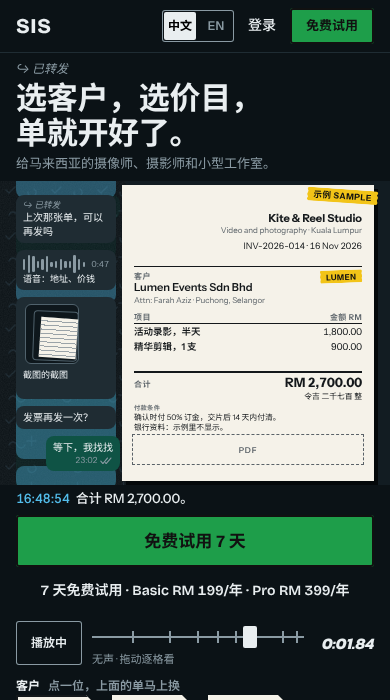 SIS
中文 EN 登录 免费试用
↪ 已转发
选客户，选价目，
单就开好了。
给马来西亚的摄像师、摄影师和小型工作室。
↪ 已转发
上次那张单，可以
再发吗
0:47
语音：地址、价钱
截图的截图
发票再发一次？
等下，我找找
23:02
示例 SAMPLE
Kite & Reel Studio
Video and photography · Kuala Lumpur
INV-2026-014 · 16 Nov 2026
客户
LUMEN
Lumen Events Sdn Bhd
Attn: Farah Aziz · Puchong, Selangor
项目 金额 RM
活动录影，半天 1,800.00
精华剪辑，1支 900.00
合计 RM 2,700.00
令吉 二千七百 整
付款条件
确认时付 50% 订金，交片后 14 天内付清。
银行资料：示例里不显示。
PDF
16:48:54 合计 RM 2,700.00。
免费试用 7 天
7 天免费试用 · Basic RM 199/年 · Pro RM 399/年
播放中
0:01.84
无声 · 拖动逐格看
客户 点一位，上面的单马上换